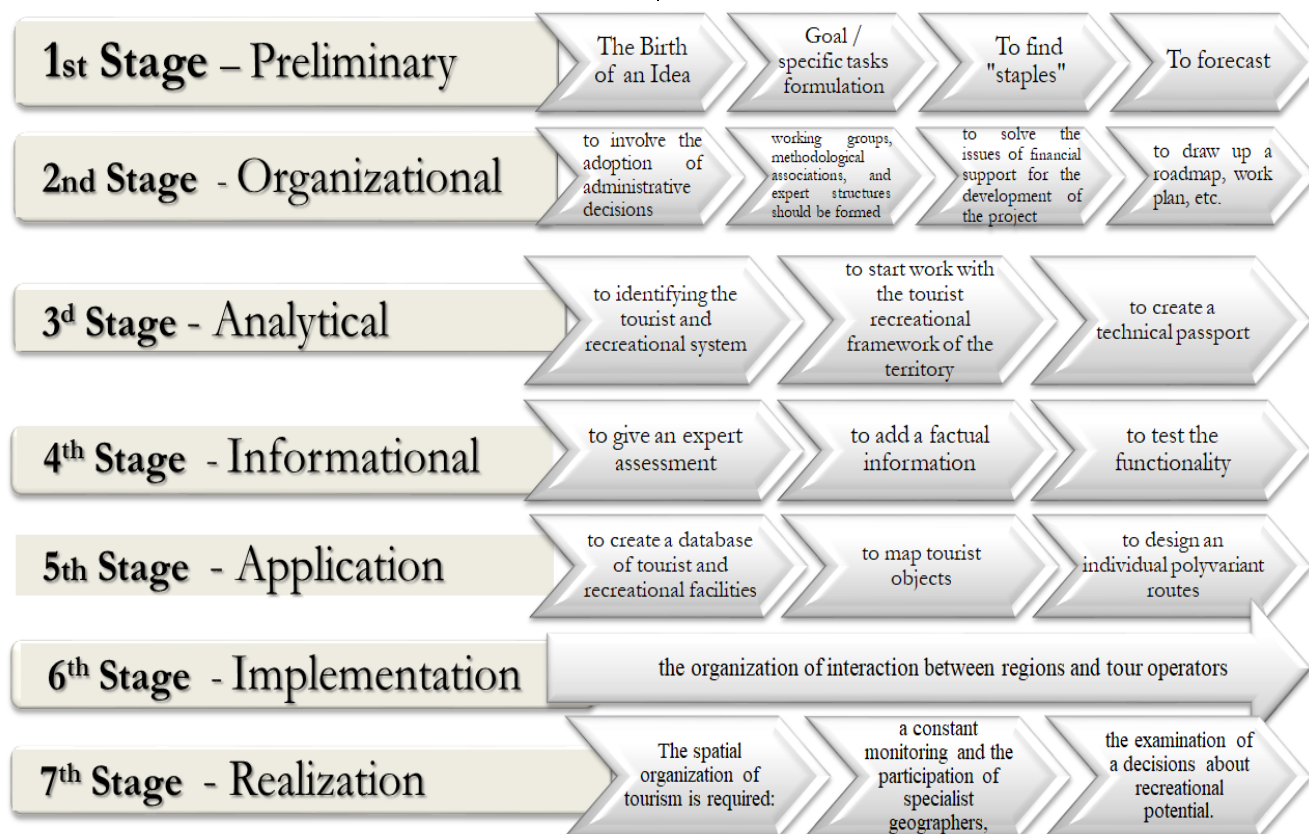 1st Stage – Preliminary
The Birth
of an Idea
Goal /
specific tasks
formulation
To find
"staples"
To forecast
2nd Stage - Organizational
to involve the
adoption of
administrative
decisions
working groups,
methodological
associations, and
expert structures
should be formed
to solve the
issues of financial
support for the
development of
the project
to draw up a
roadmap, work
plan, etc.
3d Stage - Analytical
to identifying the
tourist and
recreational system
to start work with
the tourist
recreational
framework of the
territory
to create a
technical passport
4th Stage - Informational
to give an expert
assessment
to add a factual
information
to test the
functionality
5th Stage - Application
to create a database
of tourist and
recreational facilities
to map tourist
objects
to design an
individual polyvariant
routes
6th Stage - Implementation
the organization of interaction between regions and tour operators
7th Stage - Realization
The spatial
organization of
tourism is required:
a constant
monitoring and the
participation of
specialist
geographers,
the examination of
a decisions about
recreational
potential.